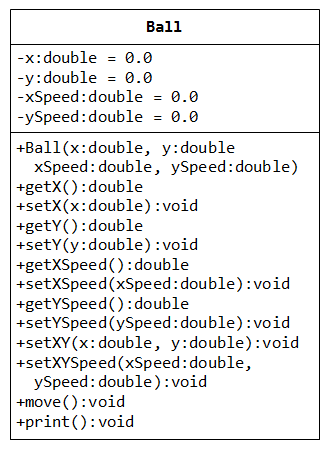 Ball
-x:double = 0.0
-y:double = 0.0
-xSpeed:double = 0.0
-ySpeed:double = 0.0
+Ball(x:double, y:double
xSpeed:double, ySpeed:double)
+getX():double
+setX(x:double):void
+getY():double
+setY(y:double):void
+getXSpeed():double
+setXSpeed(xSpeed:double):void
+getYSpeed():double
+setYSpeed(ySpeed:double):void
+setXY(x:double, y:double):void
+setXYSpeed(xSpeed:double,
ySpeed:double):void
+move():void
+print():void